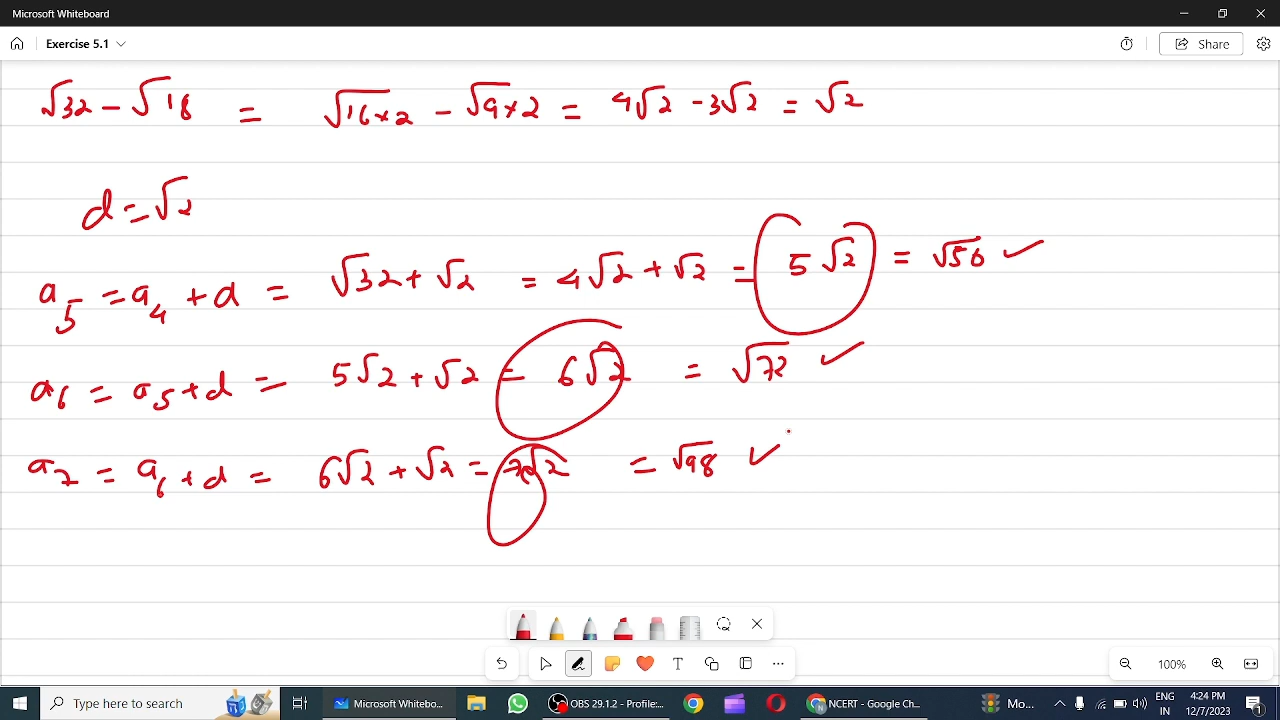 Microsoft Whiteboard
Exercise 5.1
Share
√32 - √18 = √16×2 - √9×2 = 4√2 - 3√2 = √2
d = √2
a5 = a4 + d = √32 + √2 = 4√2 + √2 = 5√2 = √50 ✓
a6 = a5 + d = 5√2 + √2 = 6√2 = √72 ✓
a7 = a6 + d = 6√2 + √2 = 7√2 = √98 ✓
100%
Type here to search
Microsoft Whitebo...
OBS 29.1.2 - Profile...
NCERT - Google Ch...
Mo...
ENG
IN
4:24 PM
12/7/2023